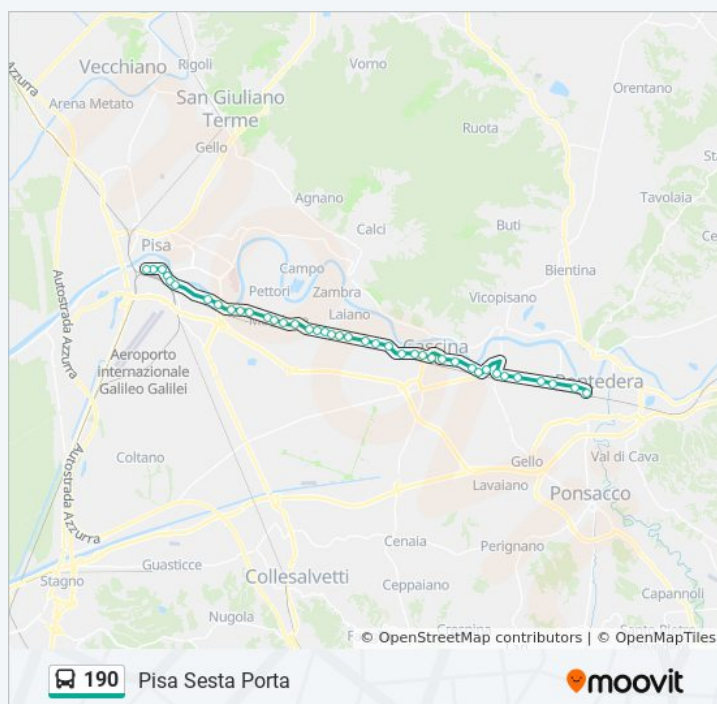 Vecchiano
Rigoli
Vorno
Orentano
Azzurra
Arena Metato
San Giuliano
Terme
Ruota
Gello
Tavolaia
Agnano
Calci
Buti
Pisa
Campo
Bientina
Pettori
Zambra
Vicopisano
Laiano
Autostrada Azzurra
Cascina
Aeroporto
internazionale
Galileo Galilei
Pontedera
Coltano
Gello
Val di Cava
Lavaiano
Autostrada Azzurra
Ponsacco
Cenaia
Perignano
Guasticce
Stagno
Collesalvetti
Ceppaiano
Capannoli
Nugola
© OpenStreetMap contributors | © OpenMapTiles
190 Pisa Sesta Porta
moovit